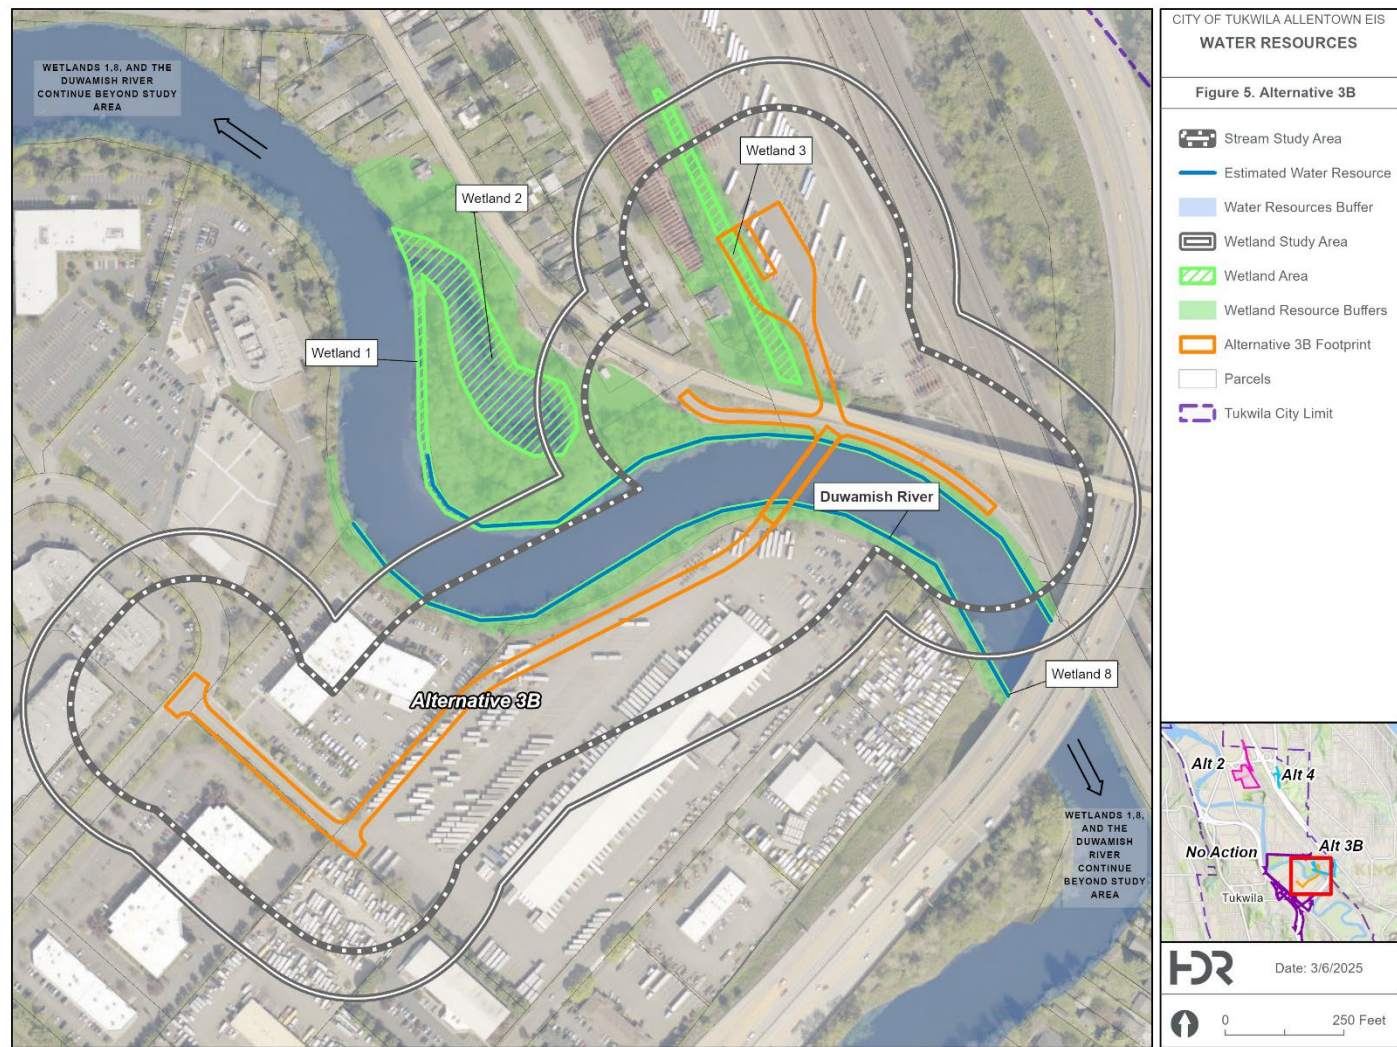 WETLANDS 1,8, AND THE
DUWAMISH RIVER
CONTINUE BEYOND STUDY
AREA
Wetland 3
Wetland 2
Wetland 1
Duwamish River
Wetland 8
Alternative 3B
WETLANDS 1,8,
AND THE
DUWAMISH
RIVER
CONTINUE
BEYOND STUDY
AREA
CITY OF TUKWILA ALLENTOWN EIS
WATER RESOURCES
Figure 5. Alternative 3B
Stream Study Area
Estimated Water Resource
Water Resources Buffer
Wetland Study Area
Wetland Area
Wetland Resource Buffers
Alternative 3B Footprint
Parcels
Tukwila City Limit
Alt 2
Alt 4
No Action
Alt 3B
KING
Tukwila
HDR
Date: 3/6/2025
0 250 Feet